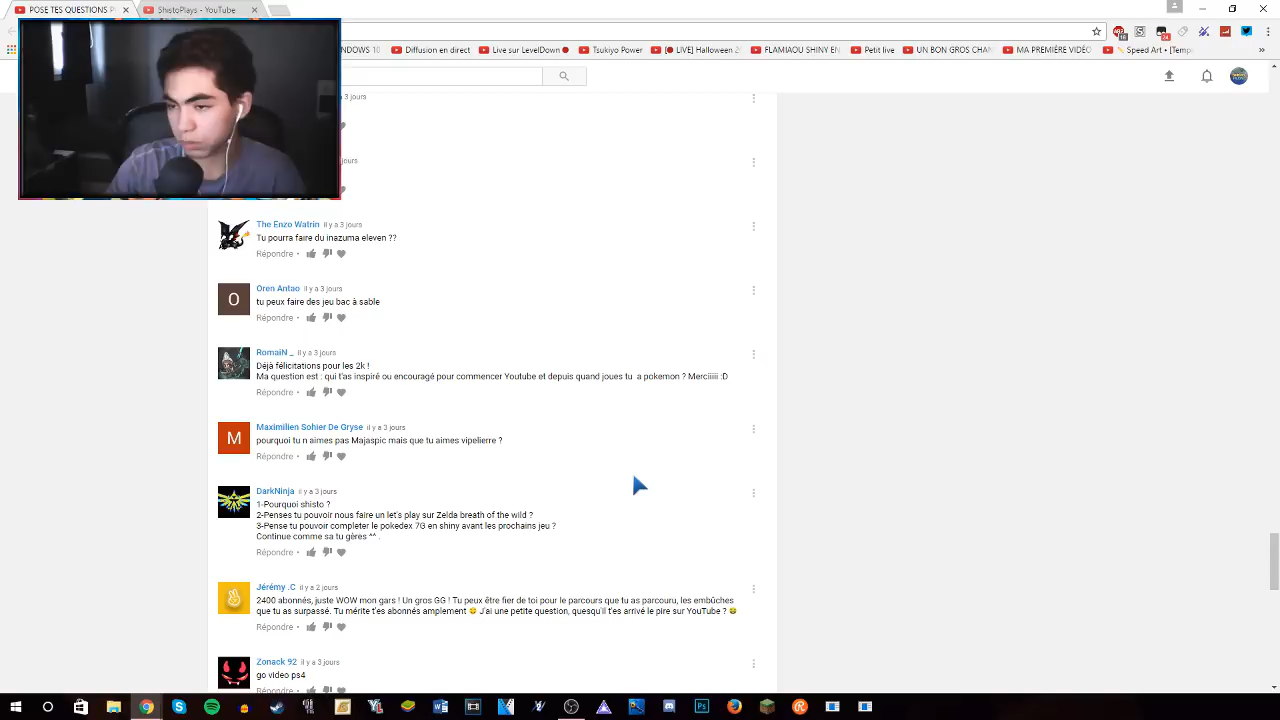 POSE TES QUESTIONS P
ShistoPlays - YouTube
16
24
INDOWS 10
Diffusion en direct
Live sur LevelDown
Tsukiyo Power
[🔴 LIVE] Hardmen 2
FLAMIAOU SHINY EN
Petit live
UN BON GROS CHAN
MA PREMIÈRE VIDÉO
Speed Art • [Temp
a 3 jours
jours
The Enzo Watrin il y a 3 jours
Tu pourra faire du inazuma eleven ??
Répondre •
O
Oren Antao il y a 3 jours
tu peux faire des jeu bac à sable
Répondre •
RomaiN _ il y a 3 jours
Déjà félicitations pour les 2k !
Ma question est : qui t'as inspiré ou encouragé pour commencer Youtube et depuis quand joues tu a pokemon ? Merciiiii :D
Répondre •
M
Maximilien Sohier De Gryse il y a 3 jours
pourquoi tu n aimes pas Majaspic mais que tu aimes vipelierre ?
Répondre •
DarkNinja il y a 3 jours
1-Pourquoi shisto ?
2-Penses tu pouvoir nous faire un let's play sur Zelda breath of the wild ?
3-Pense tu pouvoir completer le pokedex 7G en shiny avant les prochains jeu ?
Continue comme sa tu gères ^^ .
Répondre •
Jérémy .C il y a 2 jours
2400 abonnés, juste WOW mon gars ! Un gros GG ! Tu peux être fier de toi pour le parcours que tu as parcouru, les embûches
que tu as surpassé. Tu mérite t'es abonnés amplement 😋 J'ai une petite question, quesqu'il t'es arrivé le pire sur YouTube ? 😂
Répondre •
Zonack 92 il y a 3 jours
go video ps4
Répondre •